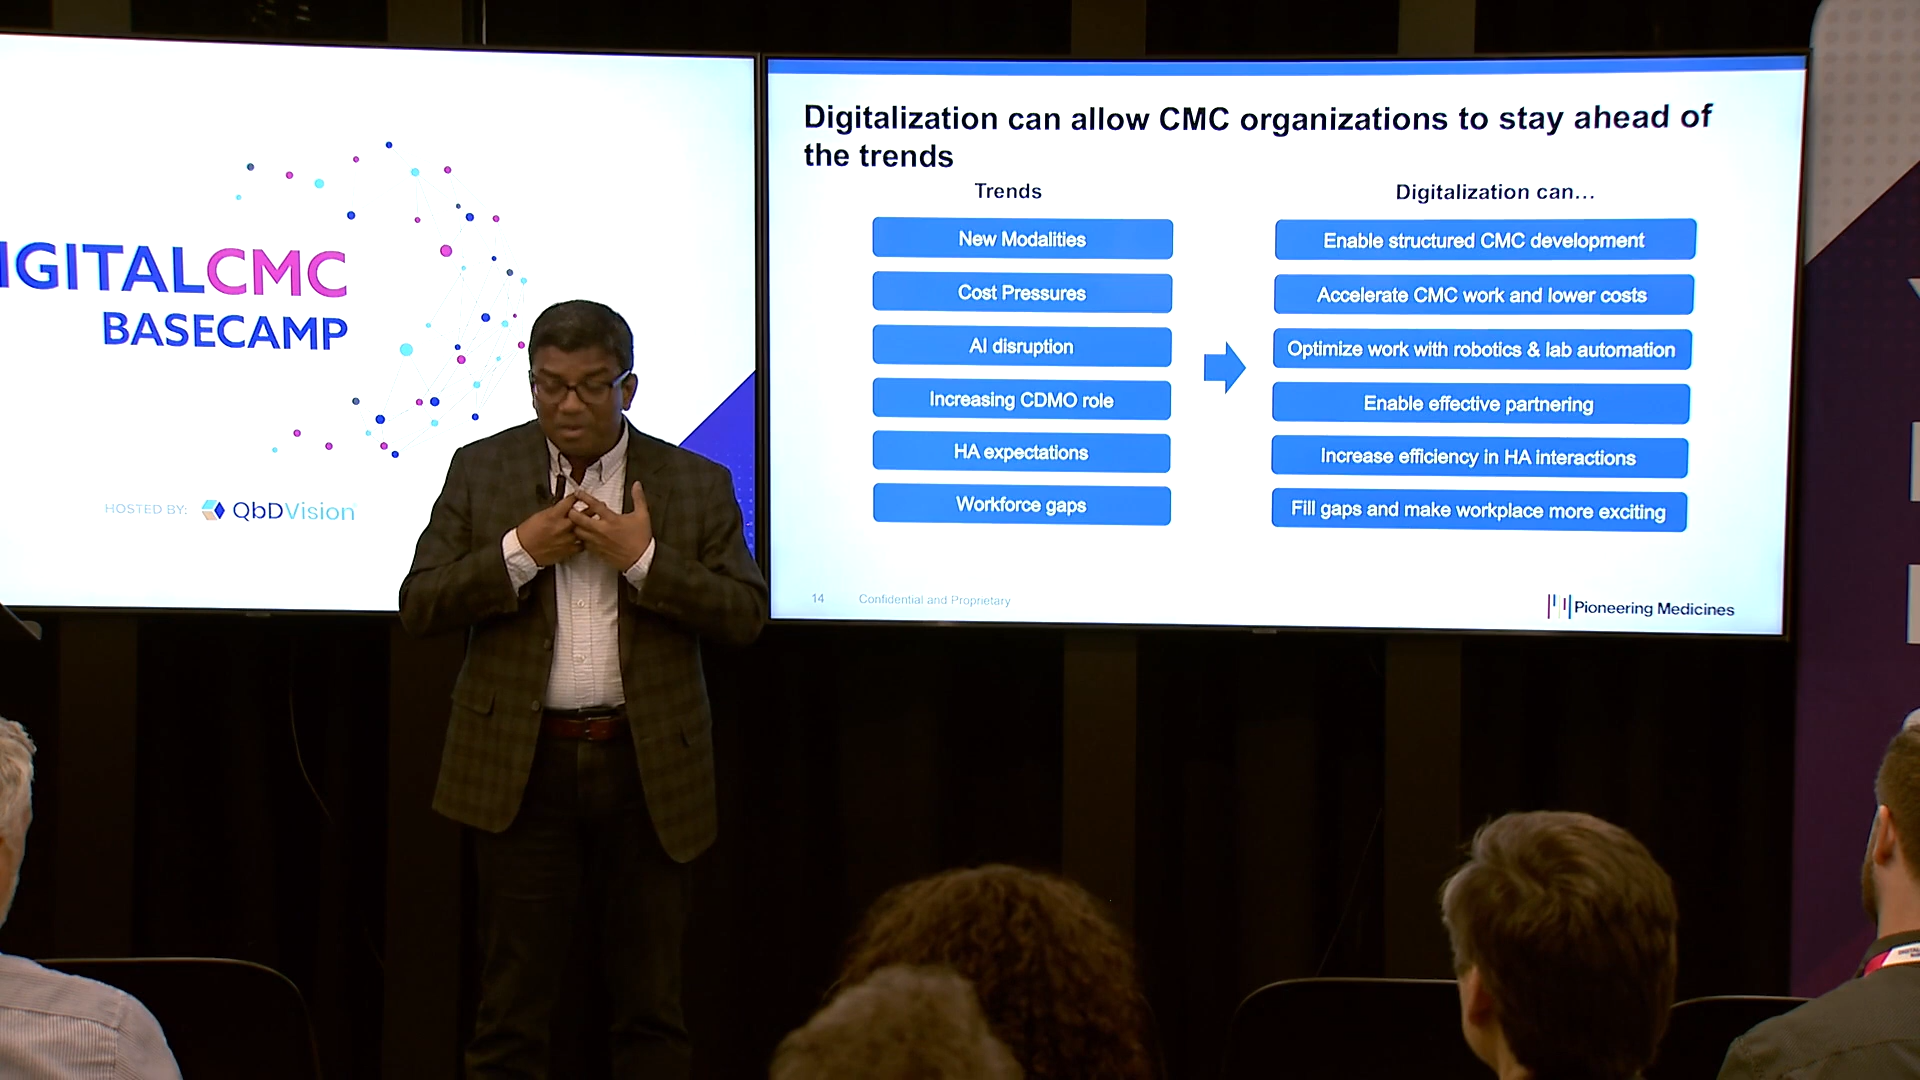 IGITALCMC
BASECAMP
HOSTED BY: QbDVision
Digitalization can allow CMC organizations to stay ahead of
the trends
Trends
New Modalities
Cost Pressures
AI disruption
Increasing CDMO role
HA expectations
Workforce gaps
Digitalization can...
Enable structured CMC development
Accelerate CMC work and lower costs
Optimize work with robotics & lab automation
Enable effective partnering
Increase efficiency in HA interactions
Fill gaps and make workplace more exciting
14 Confidential and Proprietary
Pioneering Medicines